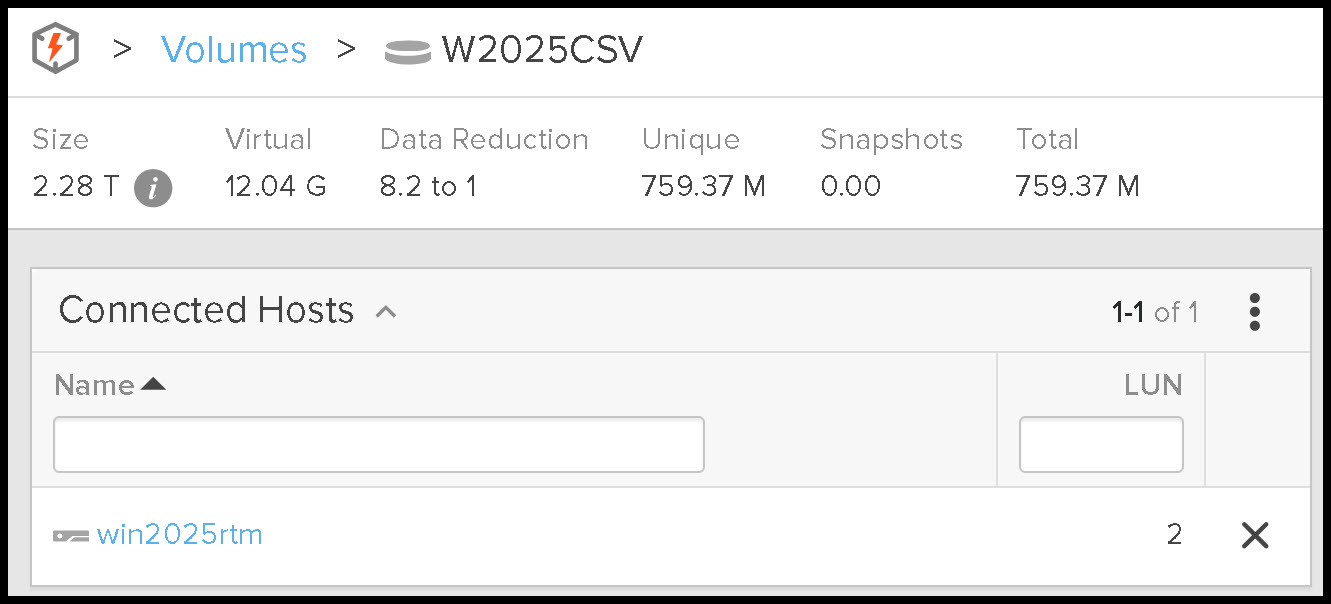 > Volumes > W2025CSV
Size Virtual Data Reduction Unique Snapshots Total
2.28 T i 12.04 G 8.2 to 1 759.37 M 0.00 759.37 M
Connected Hosts 1-1 of 1
Name LUN
win2025rtm 2